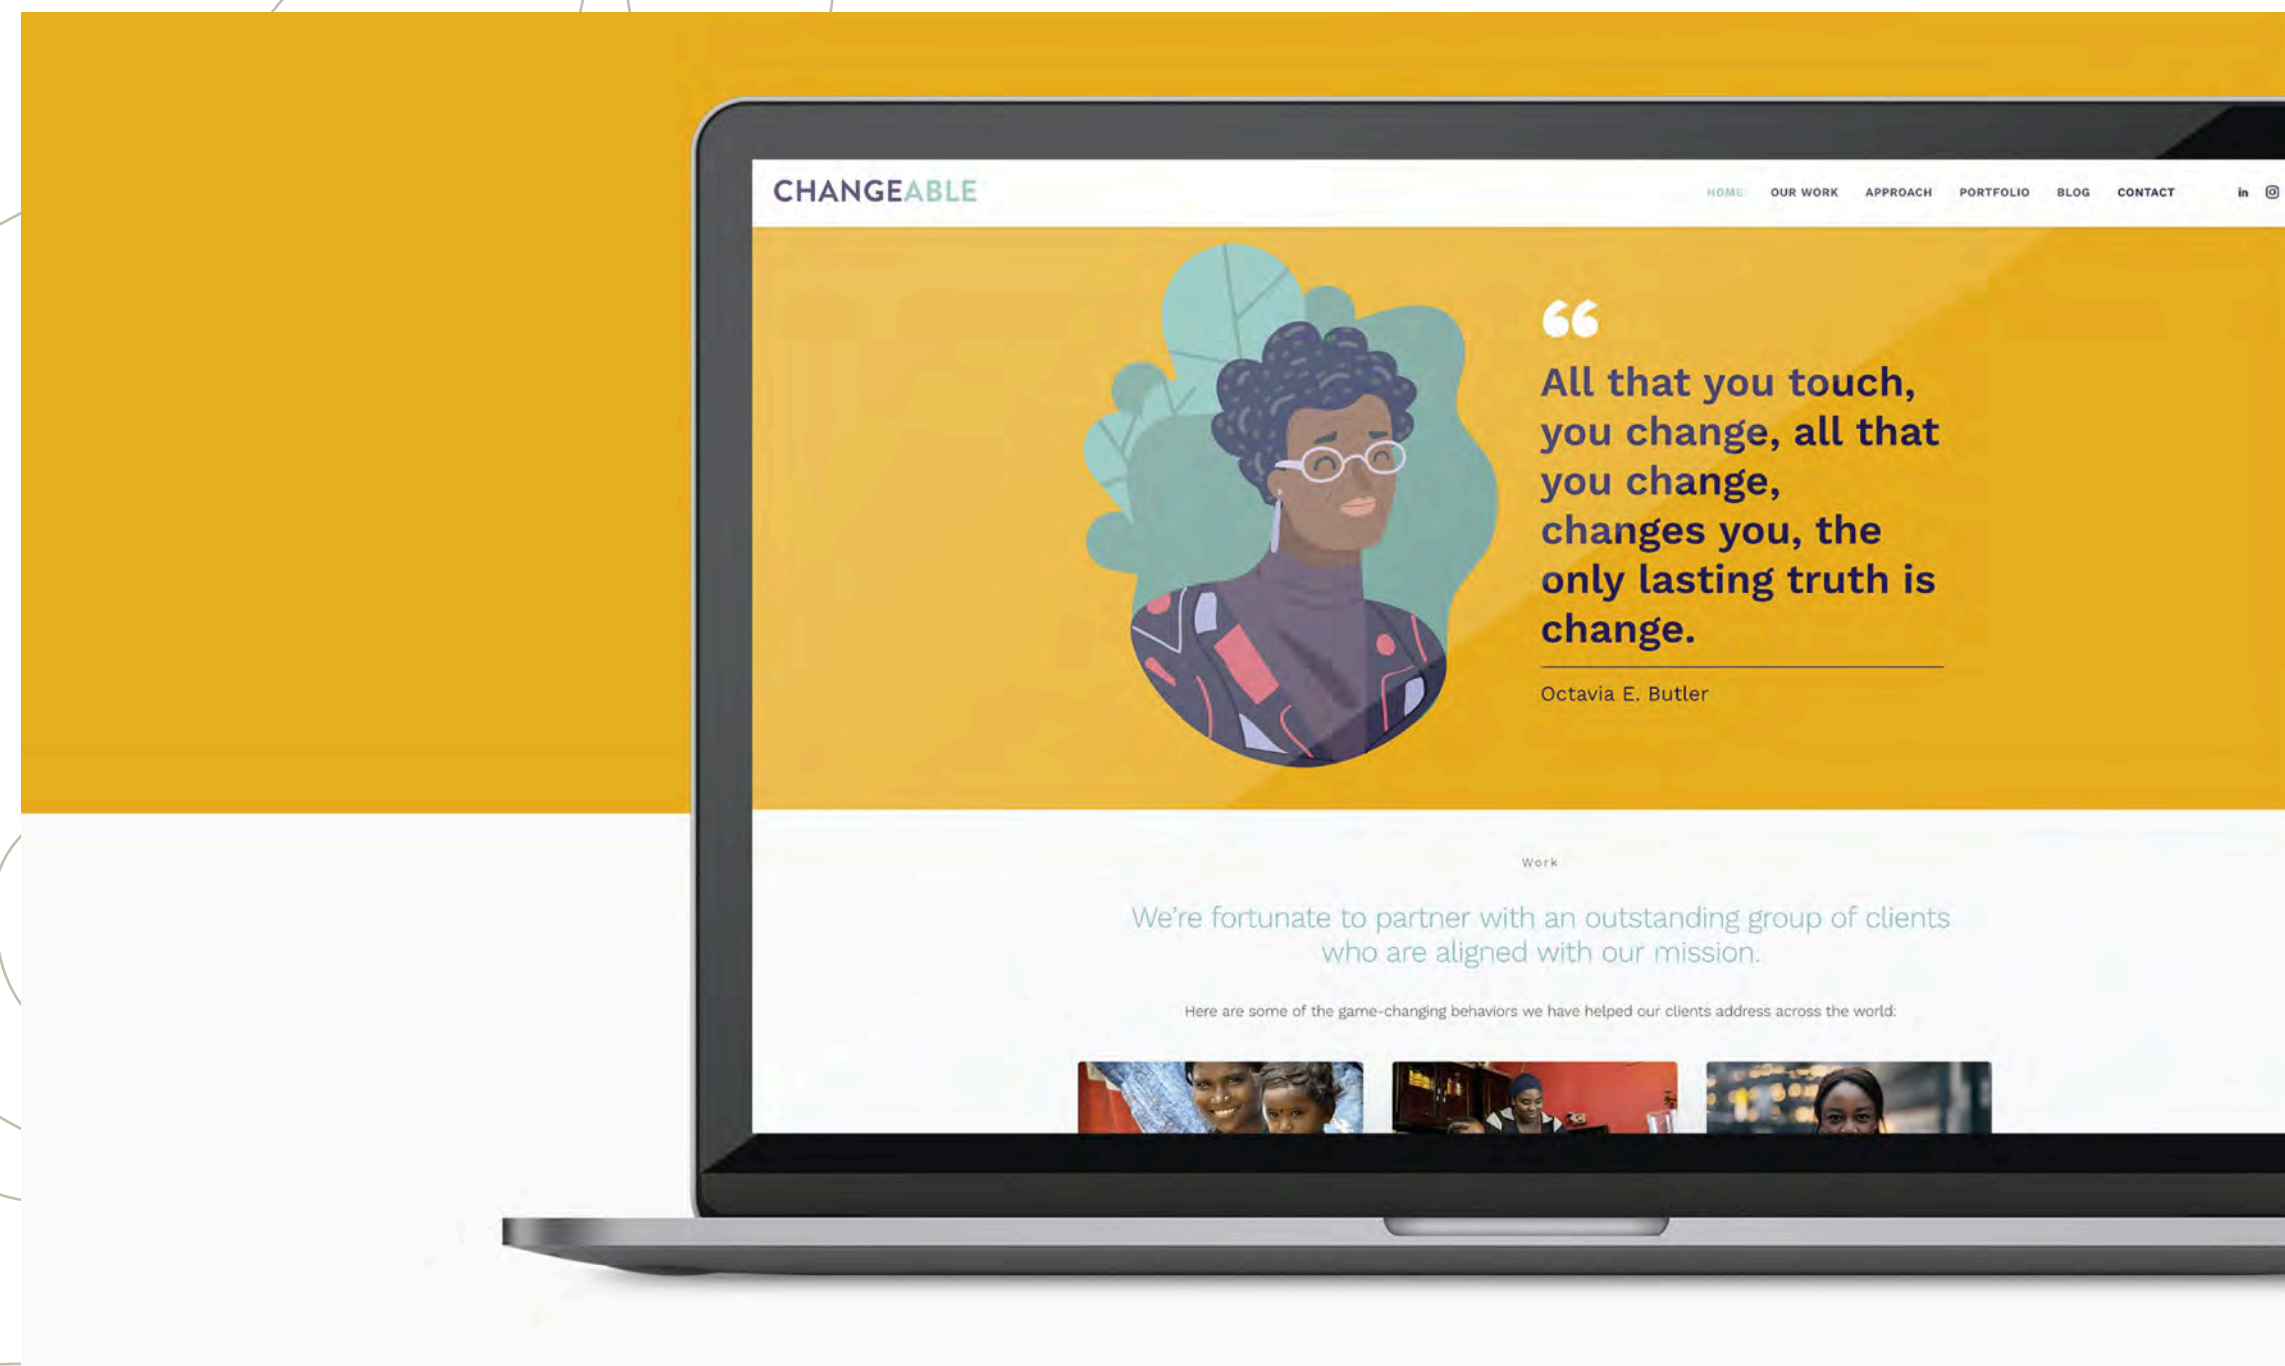 CHANGEABLE
HOME OUR WORK APPROACH PORTFOLIO BLOG CONTACT in
“
All that you touch,
you change, all that
you change,
changes you, the
only lasting truth is
change.
Octavia E. Butler
Work
We’re fortunate to partner with an outstanding group of clients
who are aligned with our mission.
Here are some of the game-changing behaviors we have helped our clients address across the world: